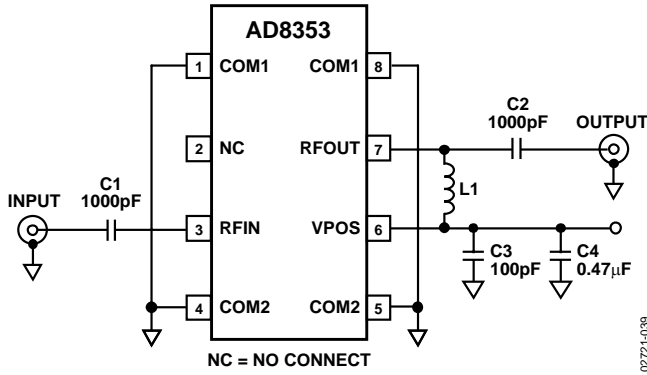 AD8353
1 COM1
COM1 8
2 NC
RFOUT 7
3 RFIN
VPOS 6
4 COM2
COM2 5
INPUT
C1
1000pF
C2
1000pF
OUTPUT
L1
C3
100pF
C4
0.47μF
NC = NO CONNECT
02721-039